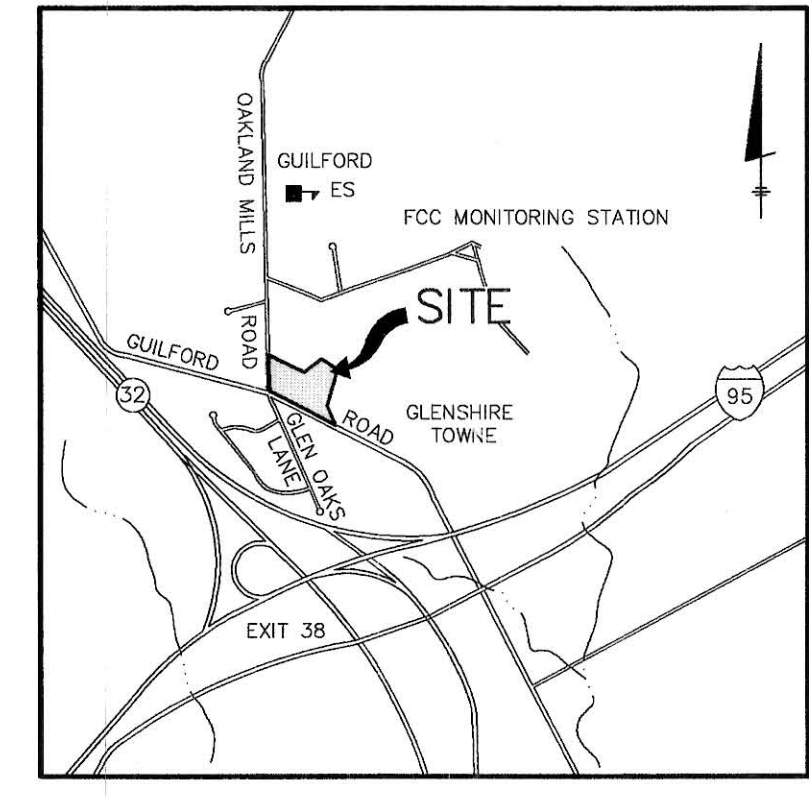 OAKLAND MILLS
ROAD
GUILFORD
ES
FCC MONITORING STATION
SITE
GUILFORD
ROAD
32
95
GLENSHIRE
TOWNE
GLEN OAKS
LANE
EXIT 38